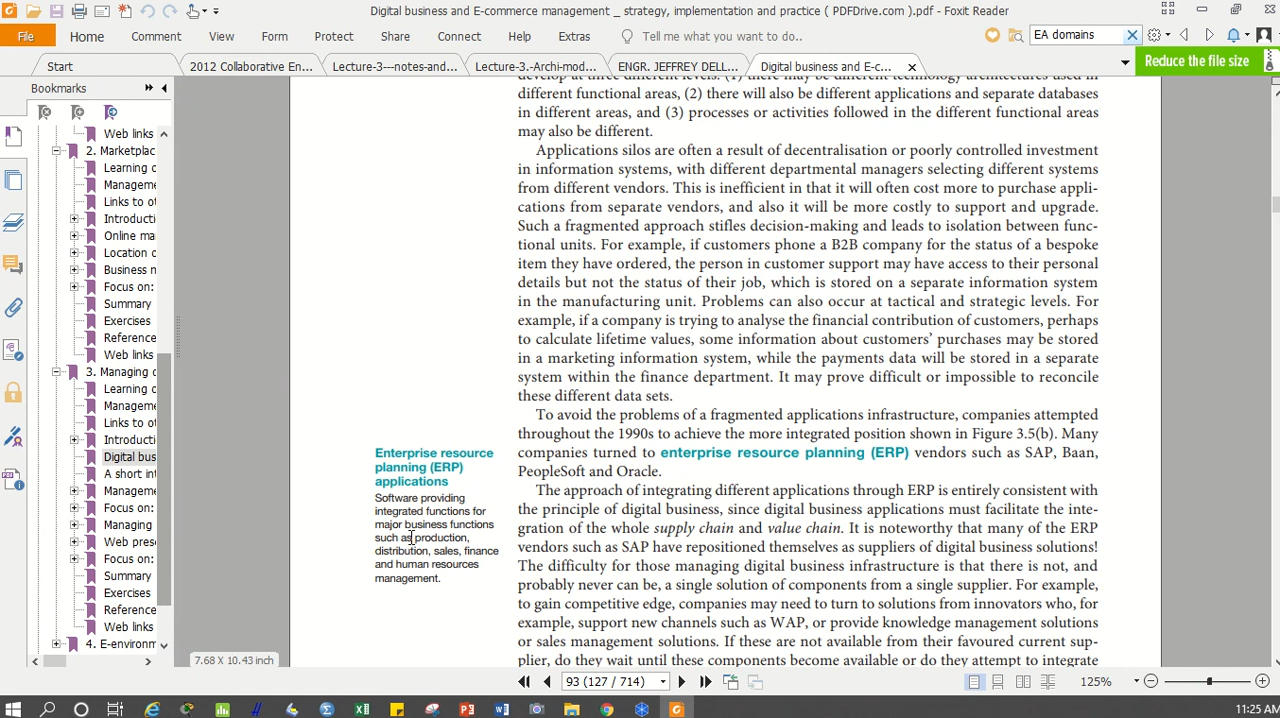 Digital business and E-commerce management _ strategy, implementation and practice ( PDFDrive.com ).pdf - Foxit Reader
File
Home
Comment
View
Form
Protect
Share
Connect
Help
Extras
Tell me what you want to do..
EA domains
Start
2012 Collaborative En...
Lecture-3---notes-and...
Lecture-3.-Archi-mod...
ENGR. JEFFREY DELL...
Digital business and E-c...
Reduce the file size
Bookmarks
Web links
2. Marketplac
Learning o
Manageme
Links to ot
Introducti
Online ma
Location o
Business m
Focus on:
Summary
Exercises
Reference
Web links
3. Managing o
Learning o
Manageme
Links to ot
Introducti
Digital bus
A short int
Manageme
Focus on:
Managing
Web prese
Focus on:
Summary
Exercises
Reference
Web links
4. E-environm
develop at three different levels: (1) there may be different technology architectures used in
different functional areas, (2) there will also be different applications and separate databases
in different areas, and (3) processes or activities followed in the different functional areas
may also be different.
Applications silos are often a result of decentralisation or poorly controlled investment
in information systems, with different departmental managers selecting different systems
from different vendors. This is inefficient in that it will often cost more to purchase appli-
cations from separate vendors, and also it will be more costly to support and upgrade.
Such a fragmented approach stifles decision-making and leads to isolation between func-
tional units. For example, if customers phone a B2B company for the status of a bespoke
item they have ordered, the person in customer support may have access to their personal
details but not the status of their job, which is stored on a separate information system
in the manufacturing unit. Problems can also occur at tactical and strategic levels. For
example, if a company is trying to analyse the financial contribution of customers, perhaps
to calculate lifetime values, some information about customers' purchases may be stored
in a marketing information system, while the payments data will be stored in a separate
system within the finance department. It may prove difficult or impossible to reconcile
these different data sets.
To avoid the problems of a fragmented applications infrastructure, companies attempted
throughout the 1990s to achieve the more integrated position shown in Figure 3.5(b). Many
companies turned to enterprise resource planning (ERP) vendors such as SAP, Baan,
PeopleSoft and Oracle.
The approach of integrating different applications through ERP is entirely consistent with
the principle of digital business, since digital business applications must facilitate the inte-
gration of the whole supply chain and value chain. It is noteworthy that many of the ERP
vendors such as SAP have repositioned themselves as suppliers of digital business solutions!
The difficulty for those managing digital business infrastructure is that there is not, and
probably never can be, a single solution of components from a single supplier. For example,
to gain competitive edge, companies may need to turn to solutions from innovators who, for
example, support new channels such as WAP, or provide knowledge management solutions
or sales management solutions. If these are not available from their favoured current sup-
plier, do they wait until these components become available or do they attempt to integrate
Enterprise resource
planning (ERP)
applications
Software providing
integrated functions for
major business functions
such as production,
distribution, sales, finance
and human resources
management.
7.68 x 10.43 inch
93 (127 / 714)
125%
11:25 AM